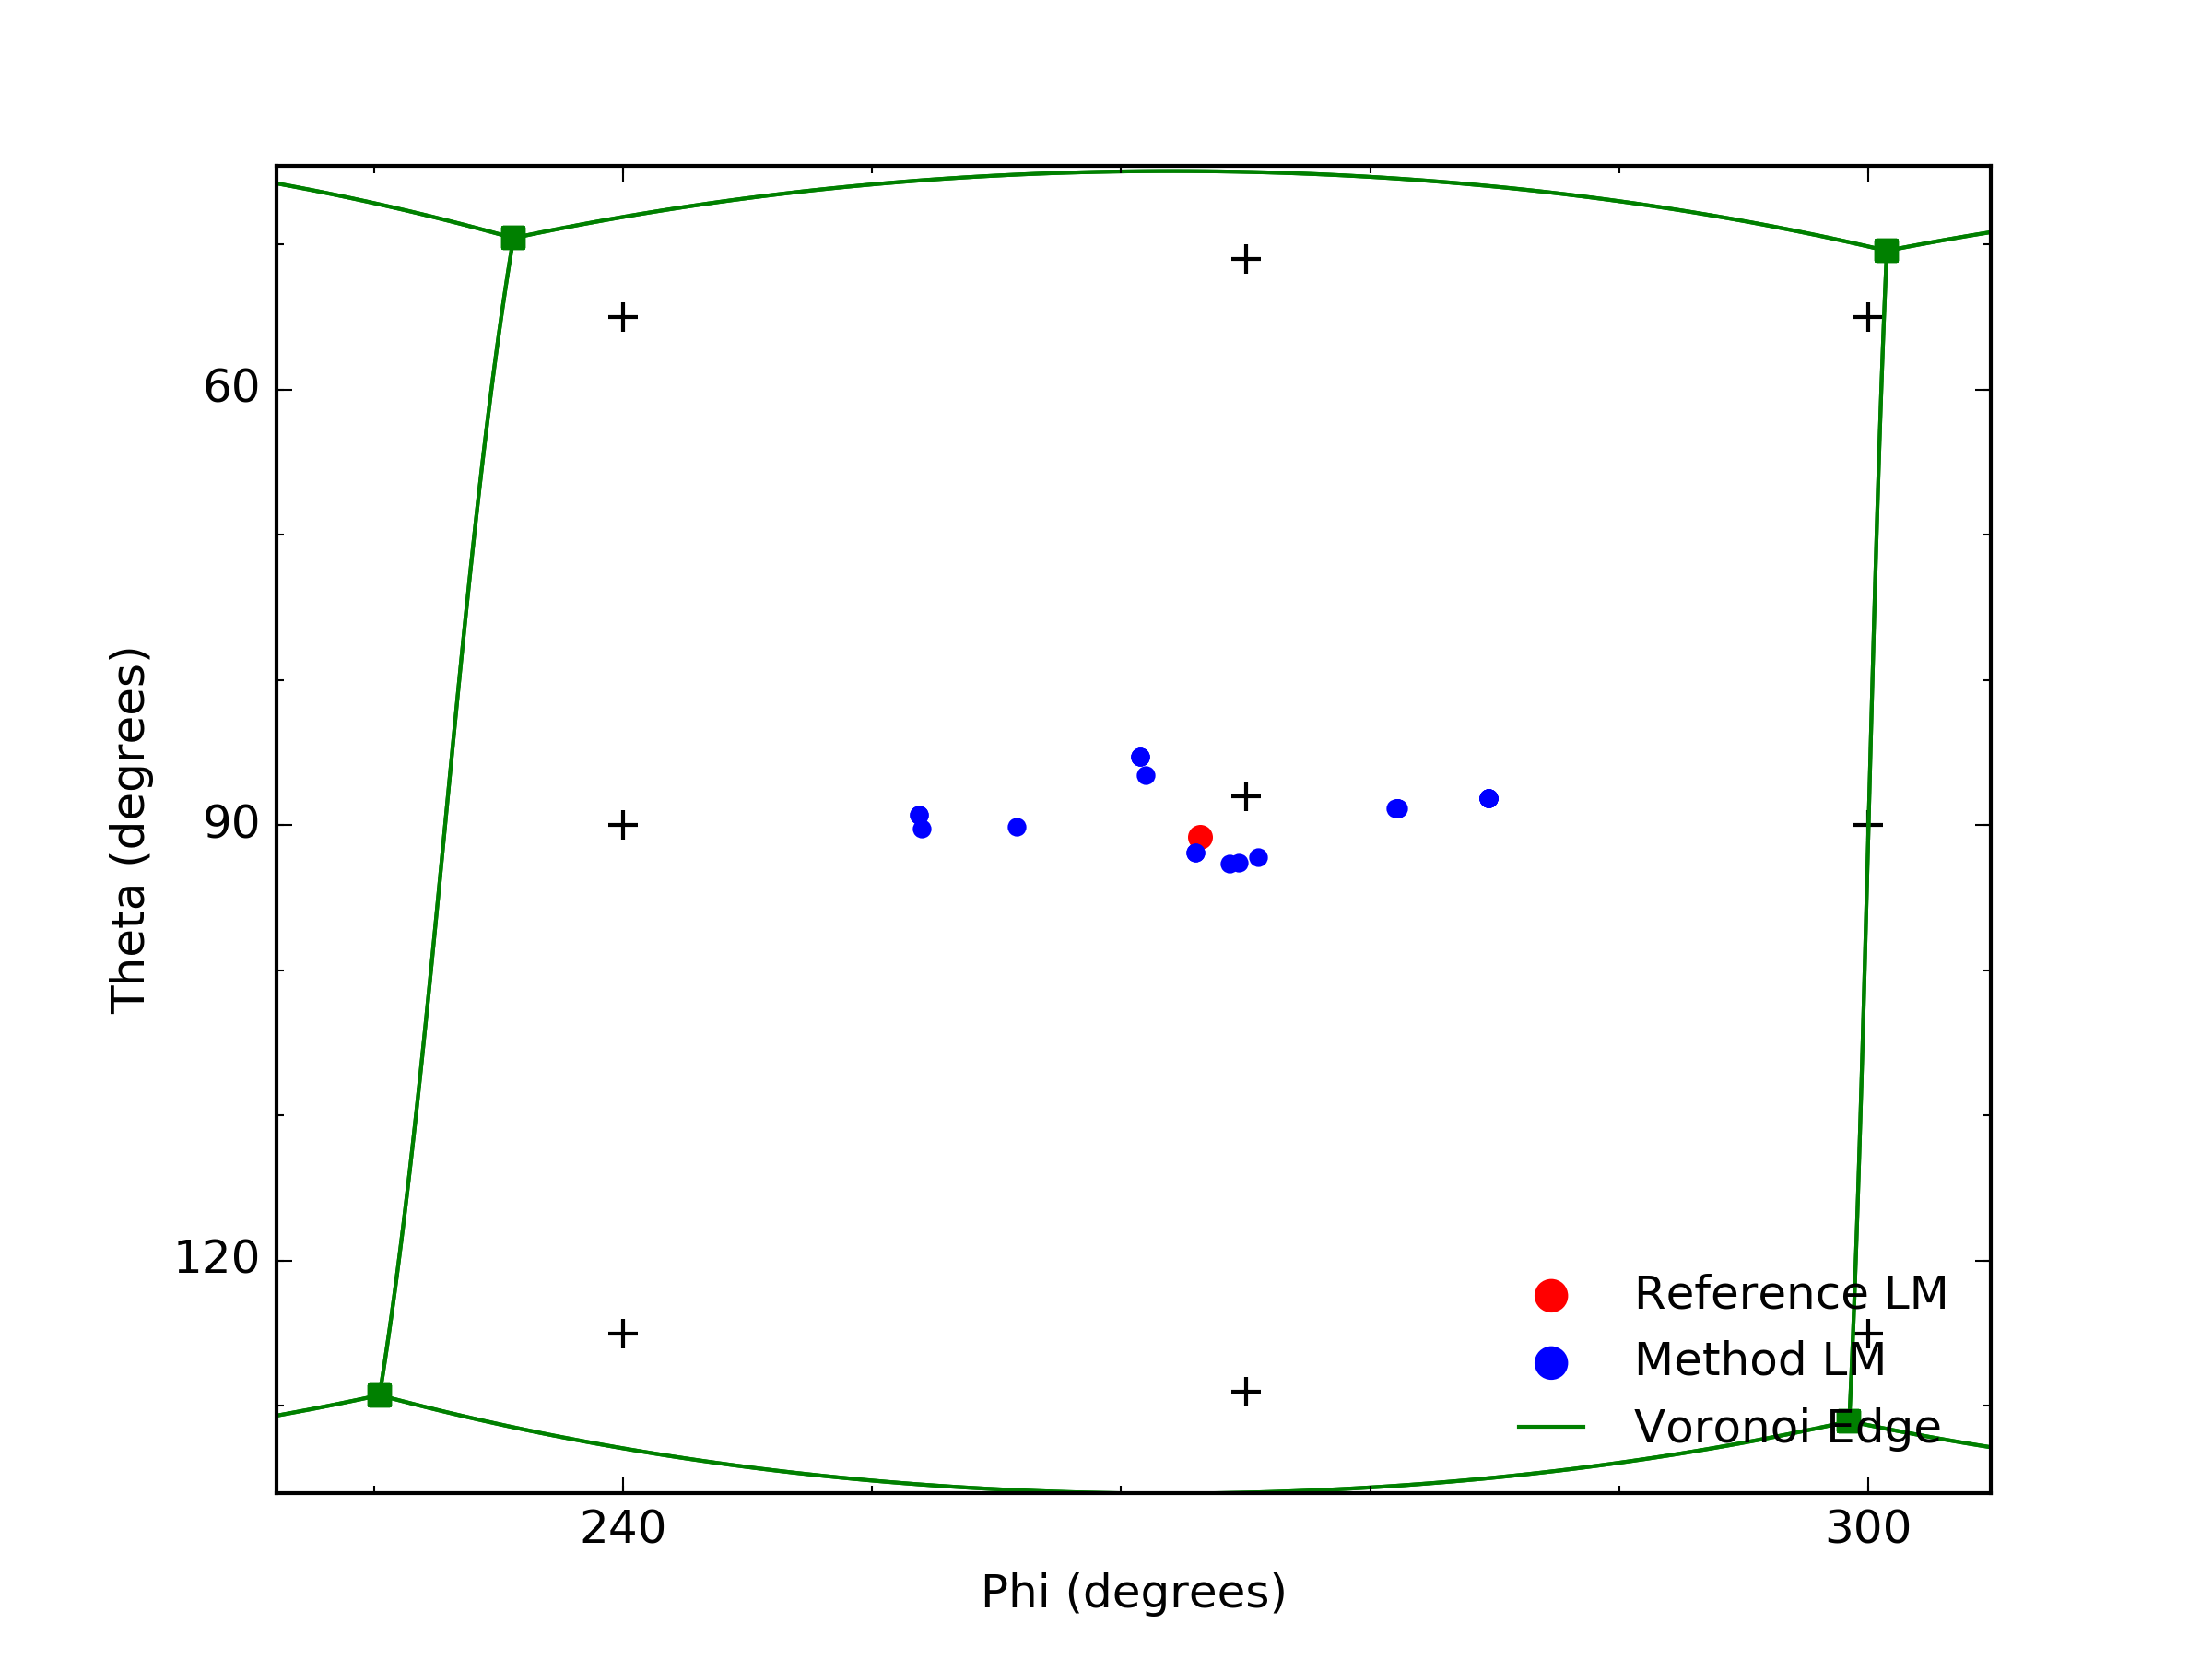 60
90
120
Theta (degrees)
240
300
Phi (degrees)
Reference LM
Method LM
Voronoi Edge